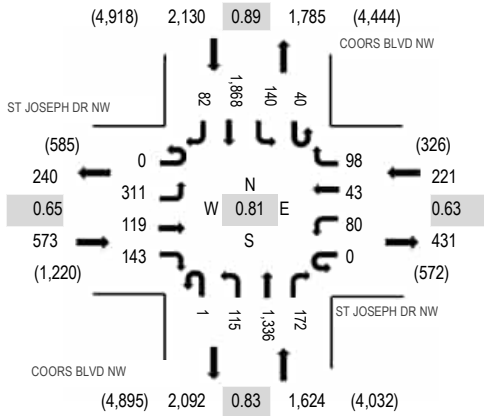 (4,918) 2,130 0.89 1,785 (4,444)
COORS BLVD NW
ST JOSEPH DR NW
82 1,868 140 40
(585)
240
0.65
573
(1,220)
0
311
119
143
N
W 0.81 E
S
98
43
80
0
(326)
221
0.63
431
(572)
1 115 1,336 172
ST JOSEPH DR NW
COORS BLVD NW
(4,895) 2,092 0.83 1,624 (4,032)